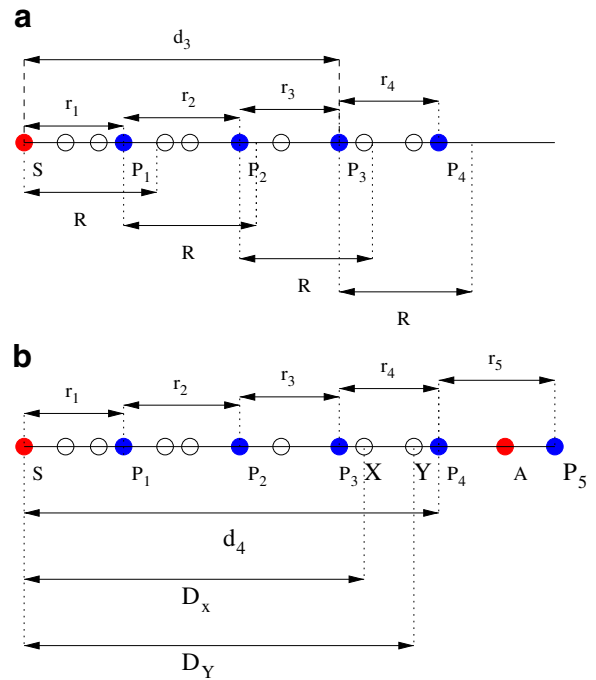 a
d₃
r₁ r₂ r₃ r₄
S P₁ P₂ P₃ P₄
R
R
R
R
b
r₁ r₂ r₃ r₄ r₅
S P₁ P₂ P₃ X Y P₄ A P₅
d₄
Dₓ
D_Y